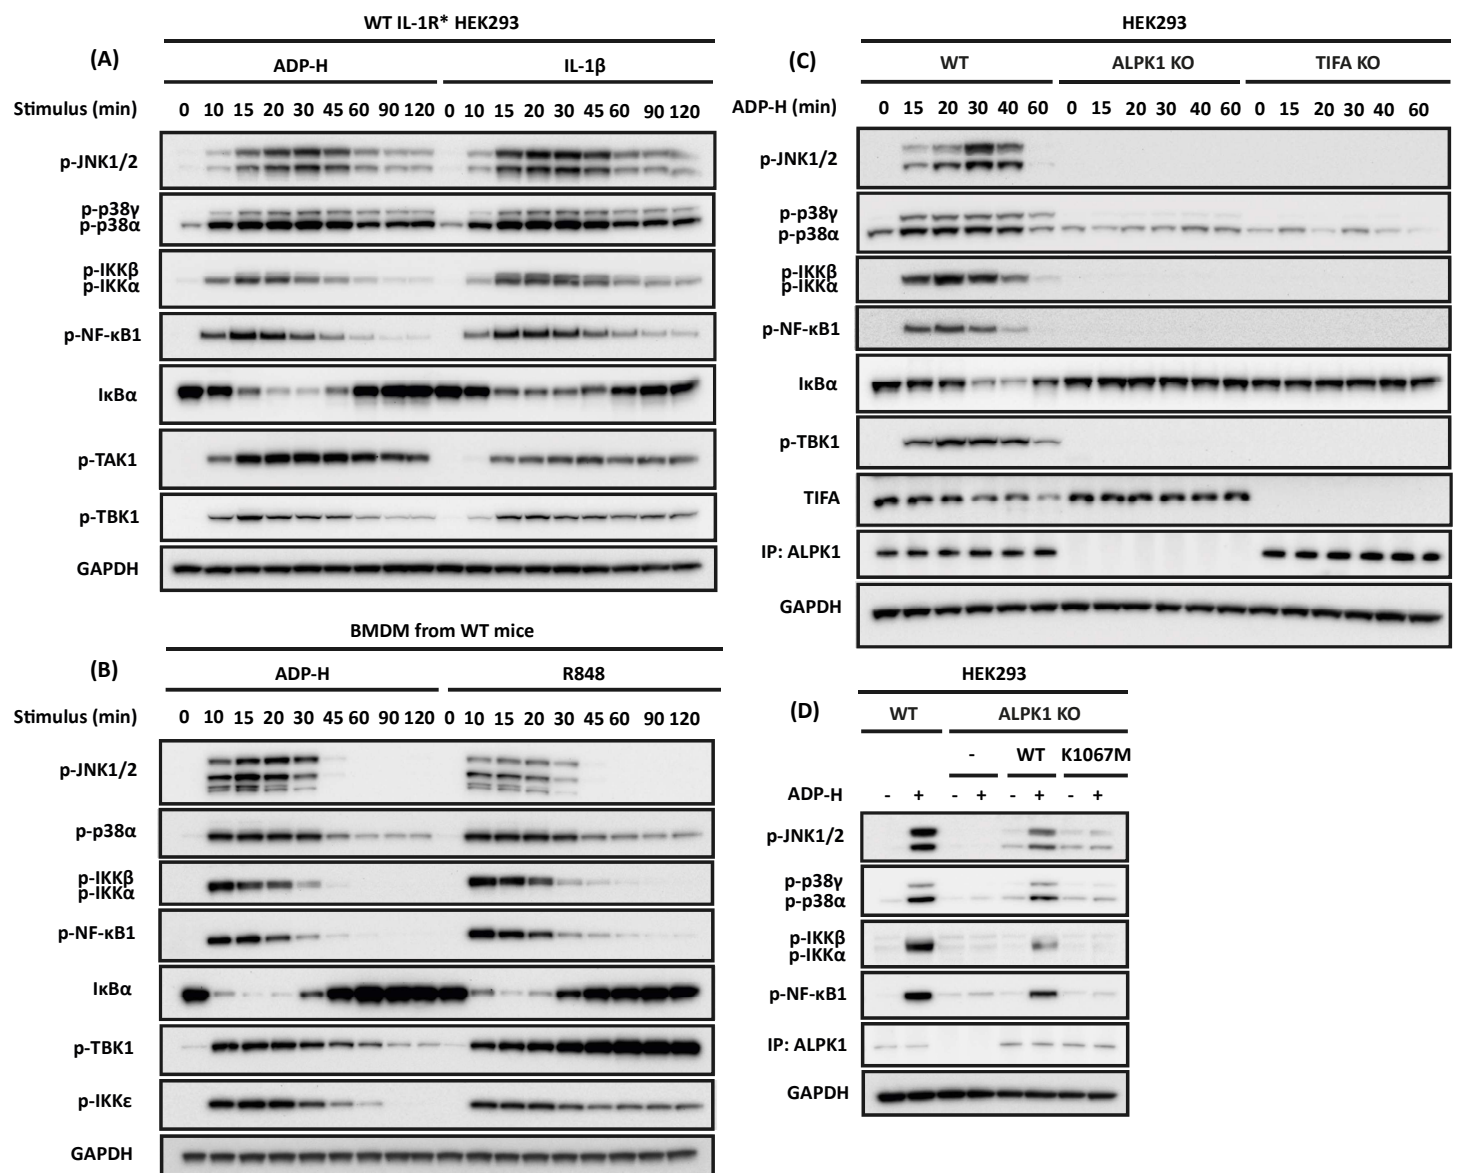 WT IL-1R* HEK293
(A)
ADP-H IL-1β
Stimulus (min) 0 10 15 20 30 45 60 90 120 0 10 15 20 30 45 60 90 120
p-JNK1/2
p-p38γ
p-p38α
p-IKKβ
p-IKKα
p-NF-κB1
IκBα
p-TAK1
p-TBK1
GAPDH
BMDM from WT mice
(B)
ADP-H R848
Stimulus (min) 0 10 15 20 30 45 60 90 120 0 10 15 20 30 45 60 90 120
p-JNK1/2
p-p38α
p-IKKβ
p-IKKα
p-NF-κB1
IκBα
p-TBK1
p-IKKε
GAPDH
HEK293
(C)
WT ALPK1 KO TIFA KO
ADP-H (min) 0 15 20 30 40 60 0 15 20 30 40 60 0 15 20 30 40 60
p-JNK1/2
p-p38γ
p-p38α
p-IKKβ
p-IKKα
p-NF-κB1
IκBα
p-TBK1
TIFA
IP: ALPK1
GAPDH
HEK293
(D)
WT ALPK1 KO
- WT K1067M
ADP-H - + - + - + - +
p-JNK1/2
p-p38γ
p-p38α
p-IKKβ
p-IKKα
p-NF-κB1
IP: ALPK1
GAPDH